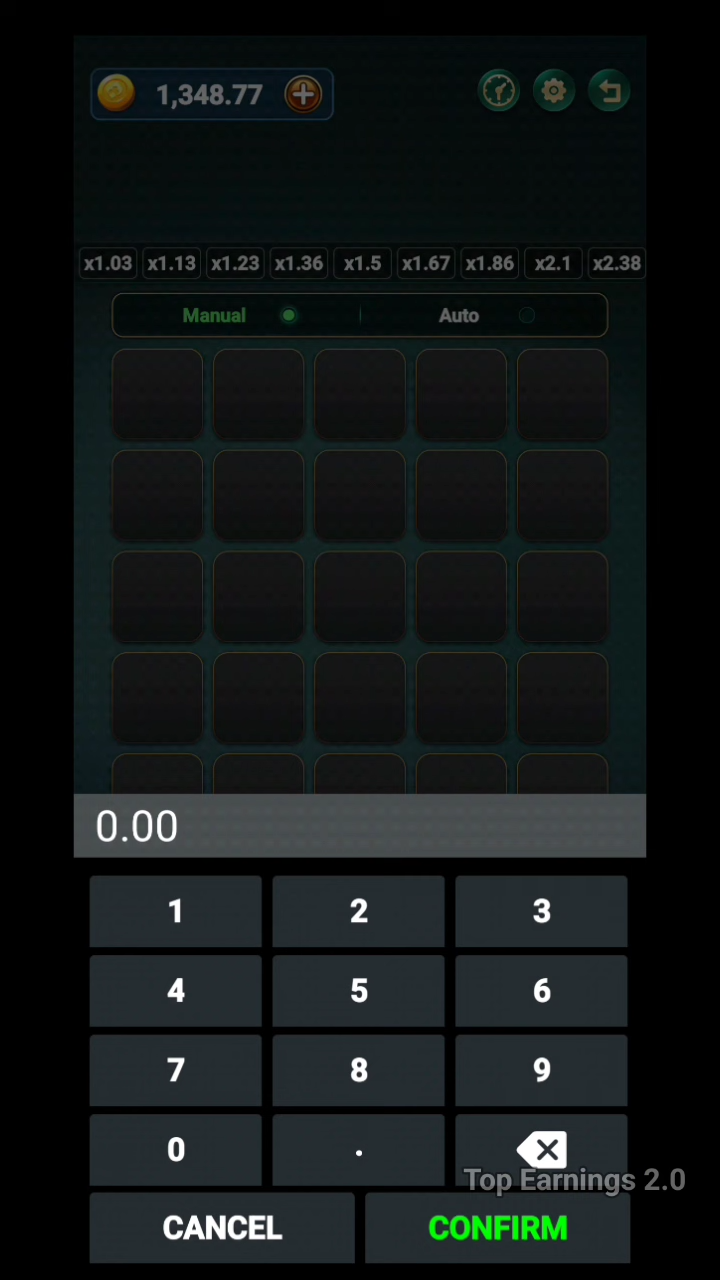 1,348.77
x1.03 x1.13 x1.23 x1.36 x1.5 x1.67 x1.86 x2.1 x2.38
Manual Auto
0.00
1 2 3
4 5 6
7 8 9
0 .
Top Earnings 2.0
CANCEL CONFIRM